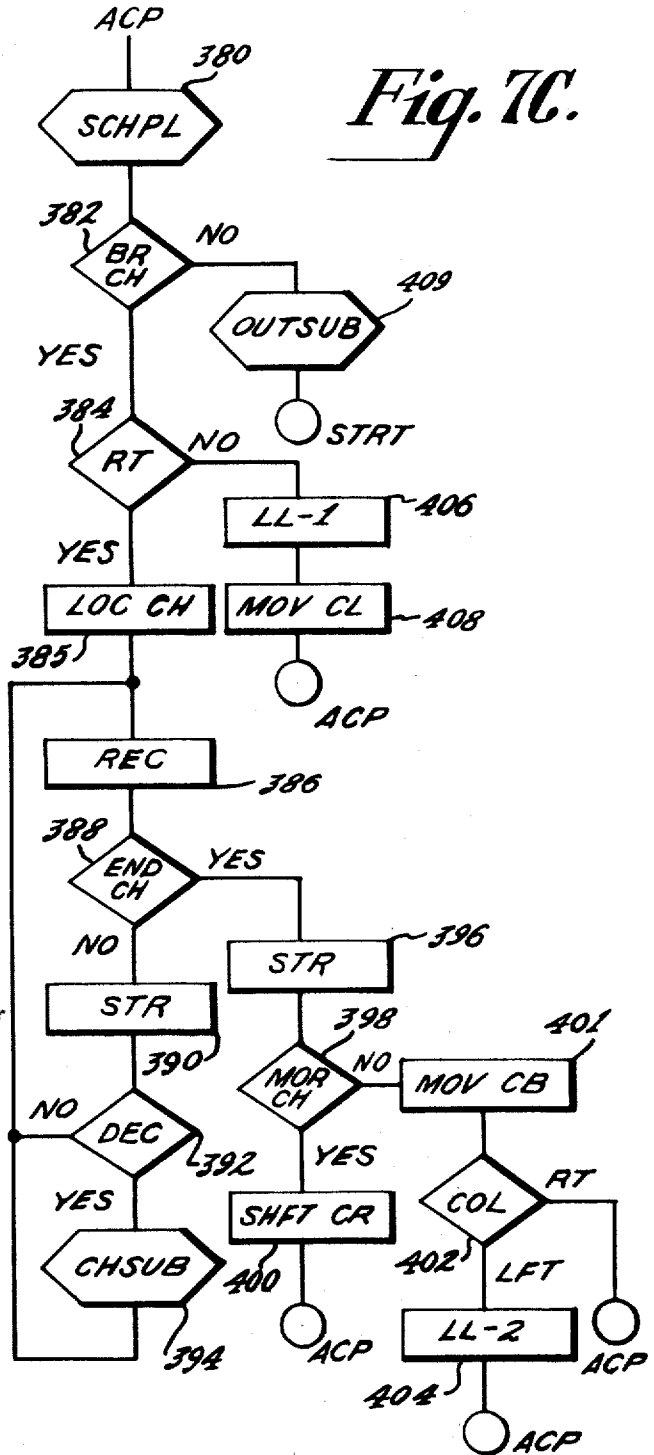 ACP
380
SCHPL
Fig. 7C.
382
BR
CH
NO
409
OUTSUB
YES
STRT
384
RT
NO
LL-1
406
YES
LOC CH
MOV CL
408
385
ACP
REC
386
388
END
CH
YES
NO
STR
396
STR
390
398
401
MOR
CH
NO
MOV CB
NO
DEC
392
YES
COL
RT
YES
SHFT CR
402
LFT
CHSUB
400
394
ACP
LL-2
ACP
404
ACP